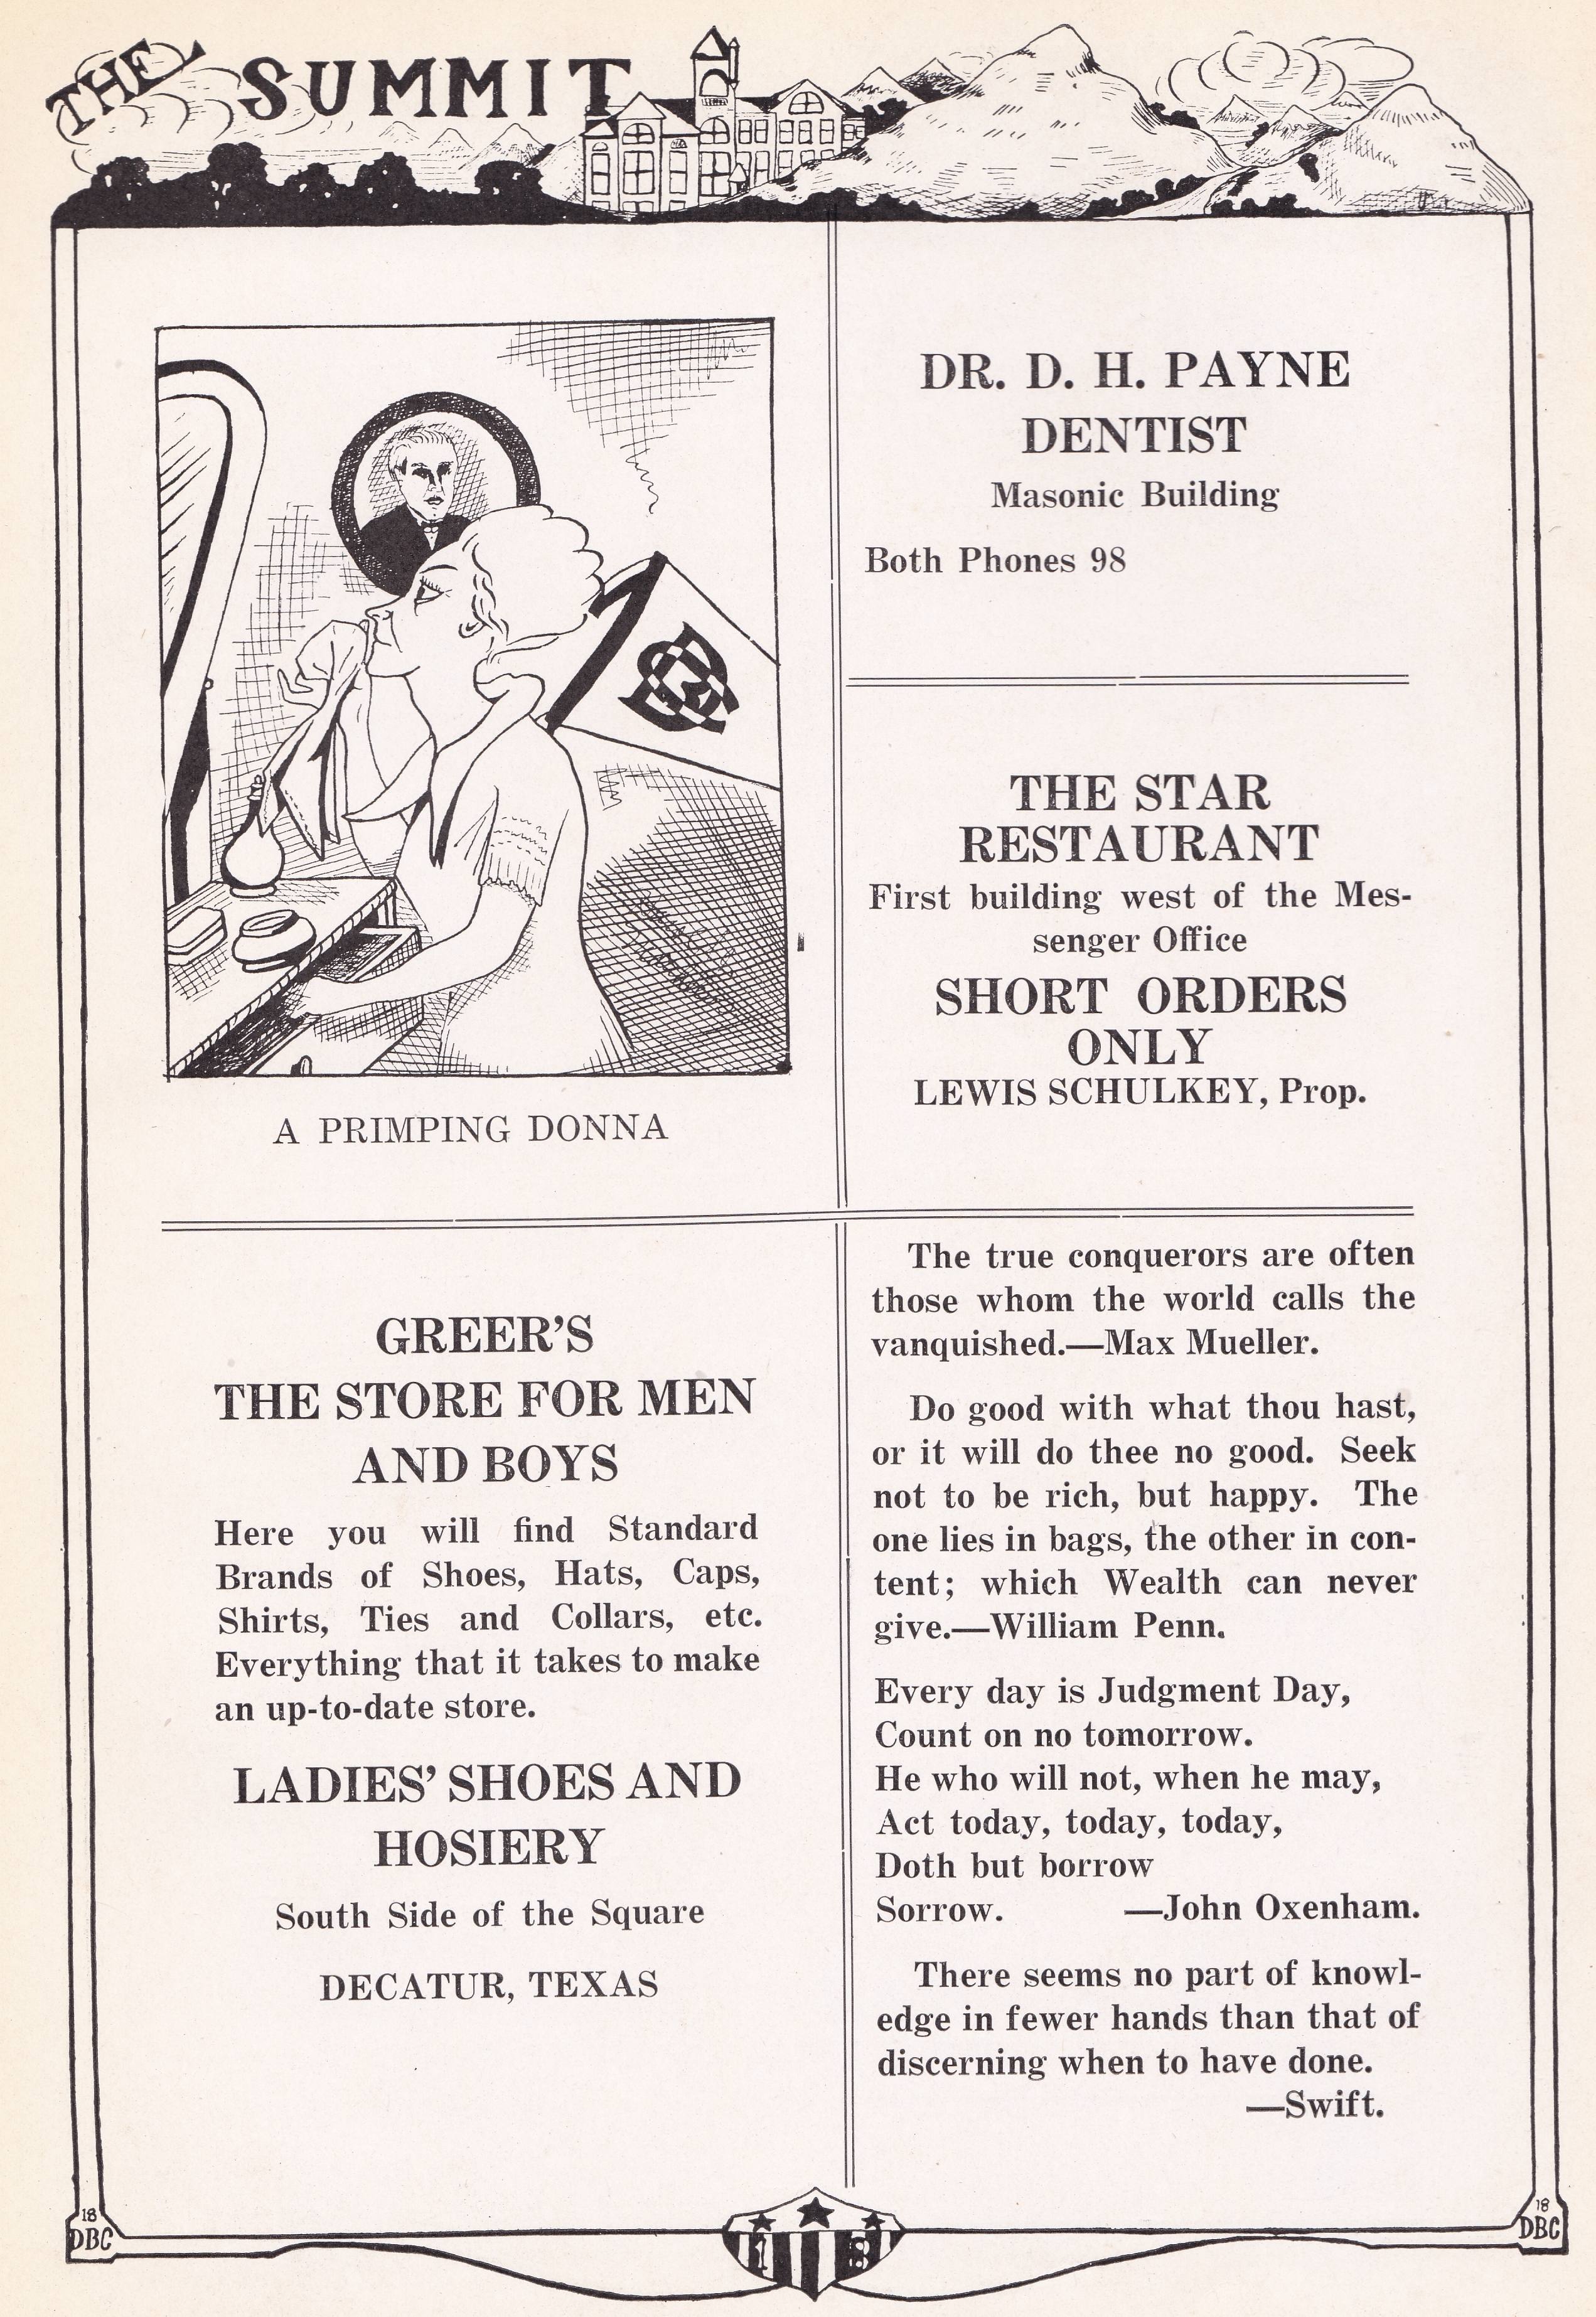 THE SUMMIT
A PRIMPING DONNA
DR. D. H. PAYNE
DENTIST
Masonic Building
Both Phones 98
THE STAR
RESTAURANT
First building west of the Mes-
senger Office
SHORT ORDERS
ONLY
LEWIS SCHULKEY, Prop.
GREER'S
THE STORE FOR MEN
AND BOYS
Here you will find Standard
Brands of Shoes, Hats, Caps,
Shirts, Ties and Collars, etc.
Everything that it takes to make
an up-to-date store.
LADIES' SHOES AND
HOSIERY
South Side of the Square
DECATUR, TEXAS
The true conquerors are often
those whom the world calls the
vanquished.—Max Mueller.
Do good with what thou hast,
or it will do thee no good. Seek
not to be rich, but happy. The
one lies in bags, the other in con-
tent; which Wealth can never
give.—William Penn.
Every day is Judgment Day,
Count on no tomorrow.
He who will not, when he may,
Act today, today, today,
Doth but borrow
Sorrow. —John Oxenham.
There seems no part of knowl-
edge in fewer hands than that of
discerning when to have done.
—Swift.
18
DBC
18
18
DBC